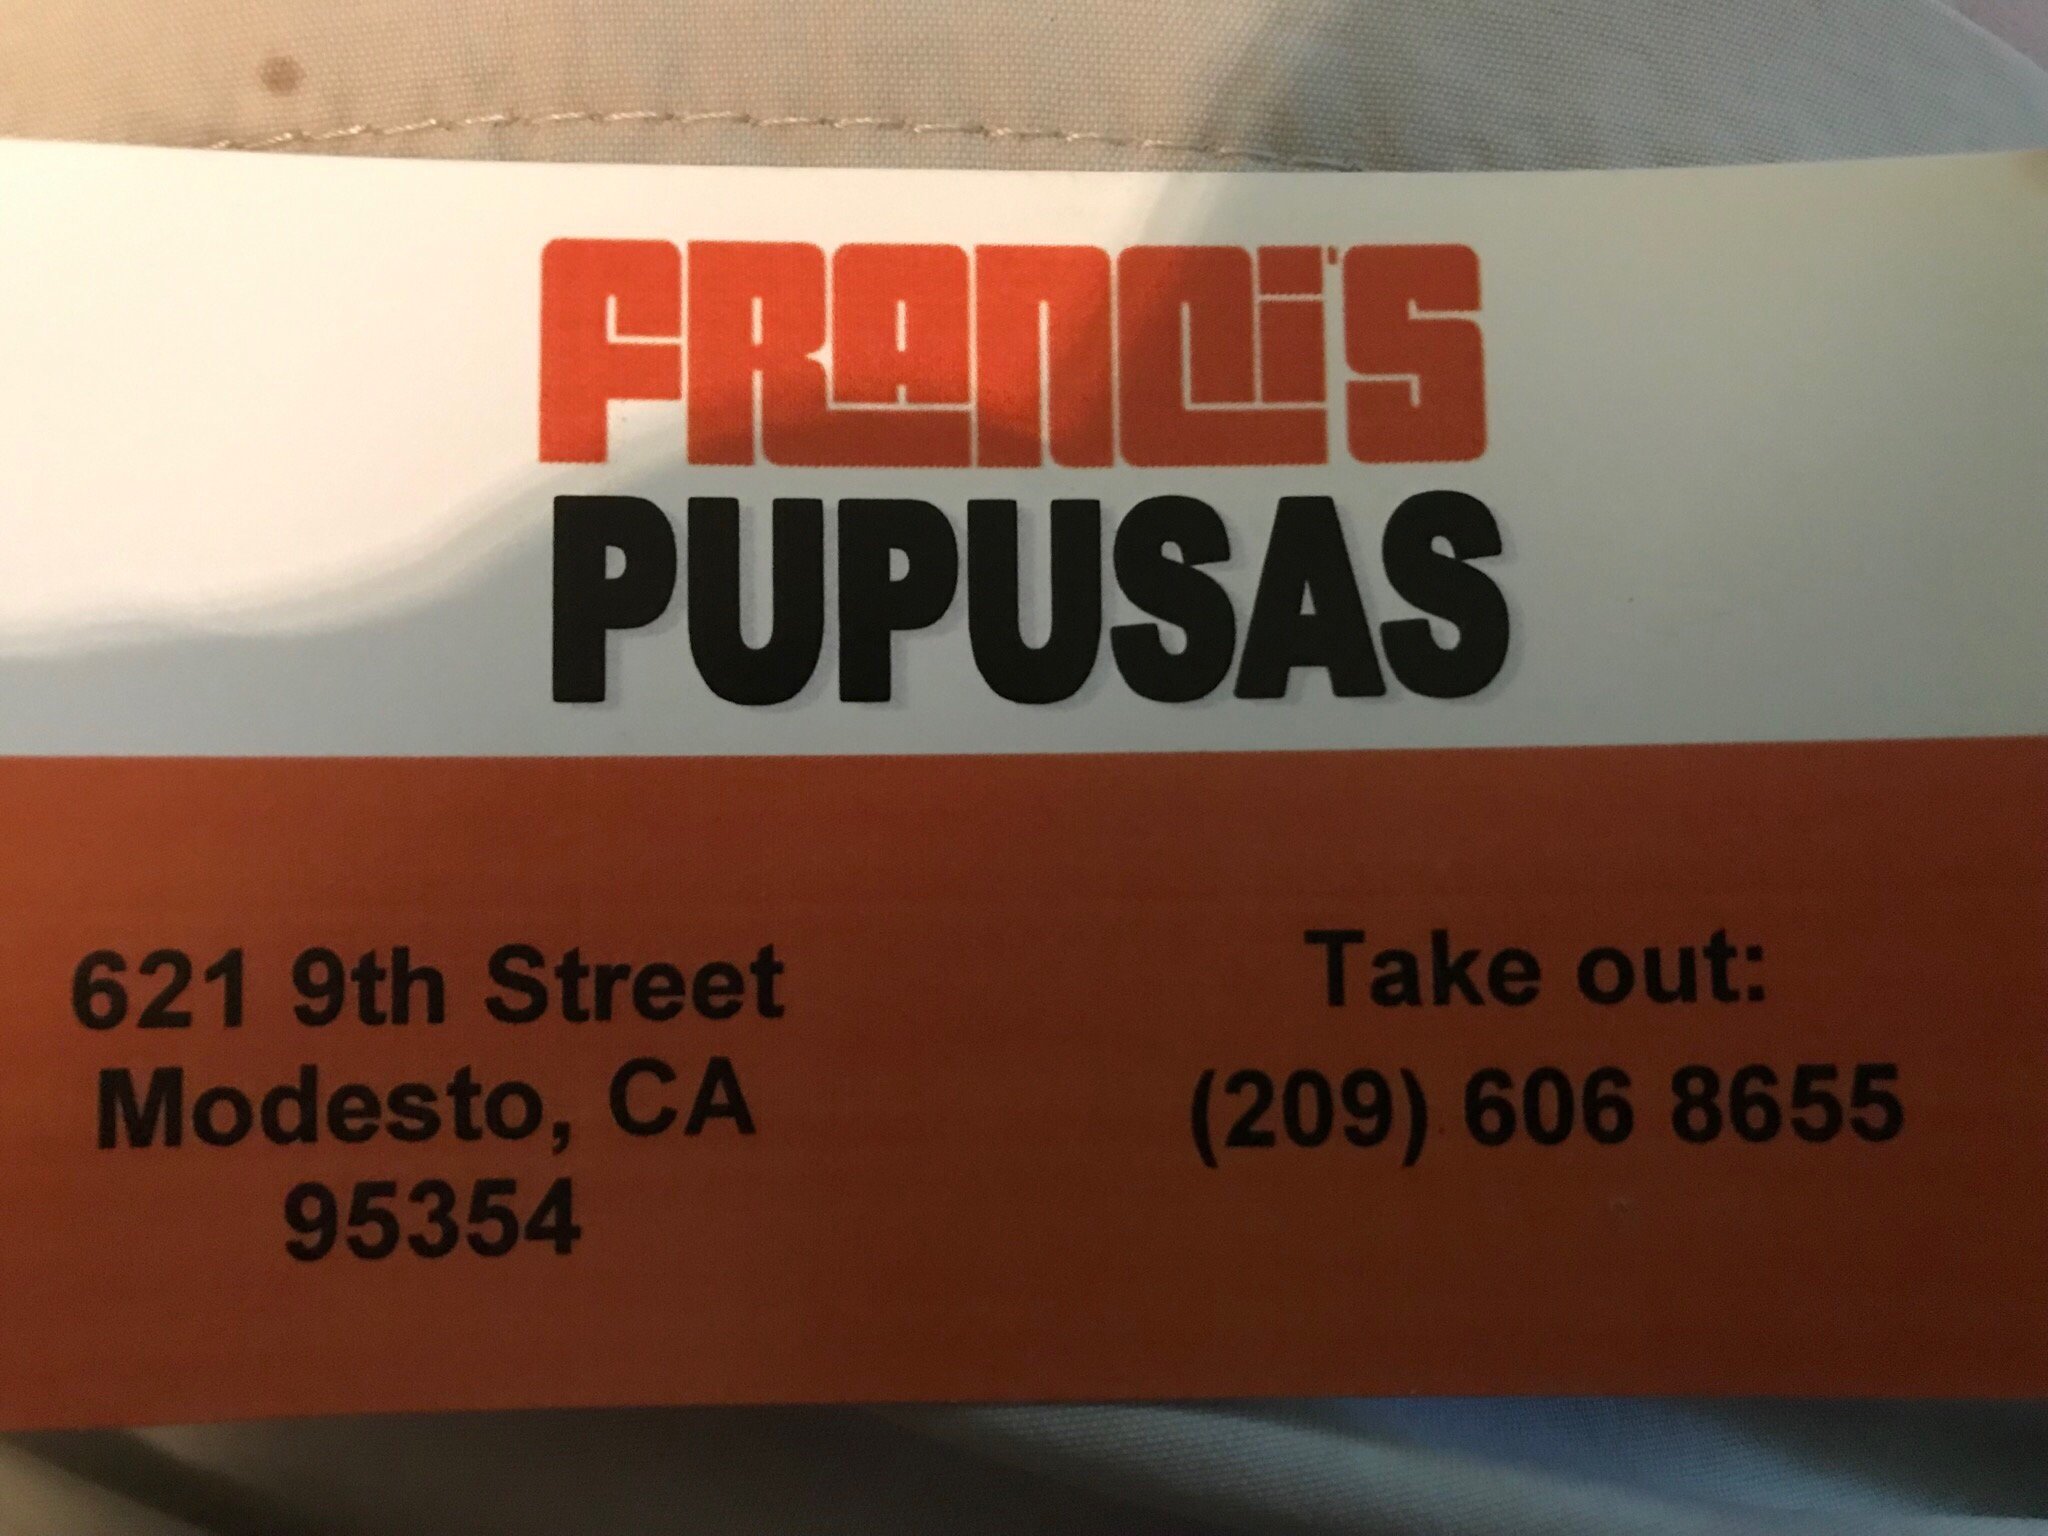 FRANCI'S
PUPUSAS
621 9th Street
Modesto, CA
95354
Take out:
(209) 606 8655